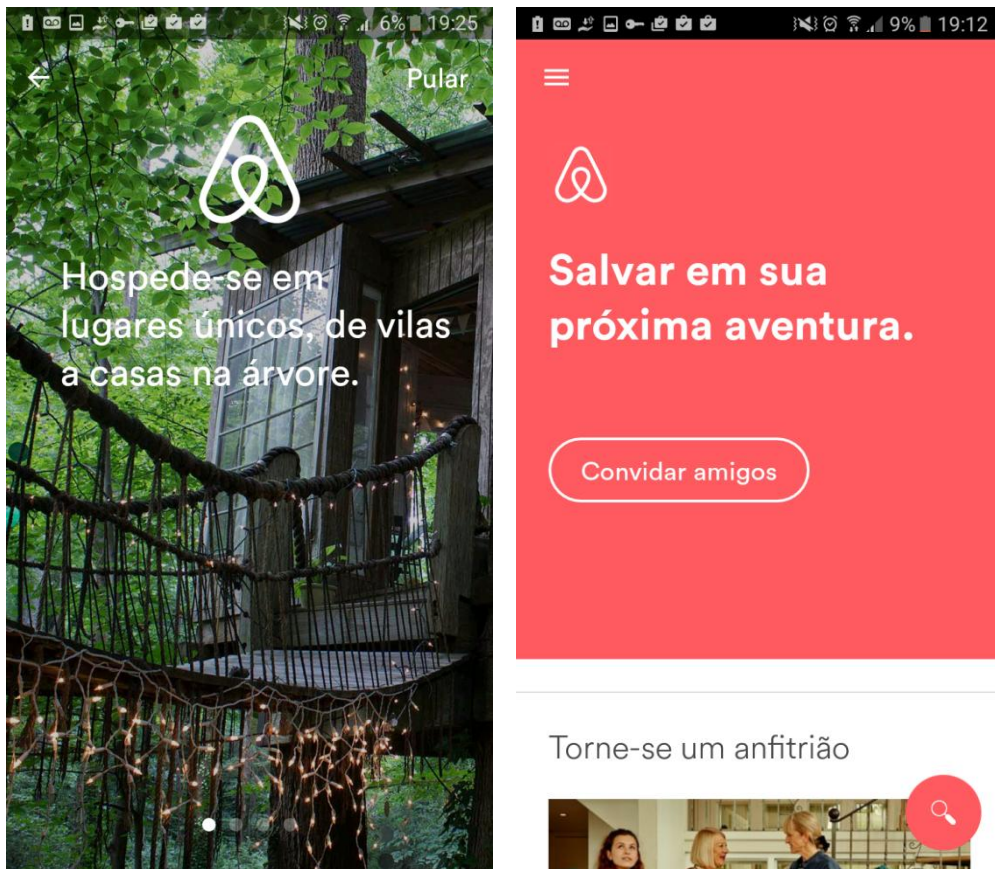 6% 19:25
Pular
Hospede-se em
lugares únicos, de vilas
a casas na árvore.
9% 19:12
Salvar em sua
próxima aventura.
Convidar amigos
Torne-se um anfitrião